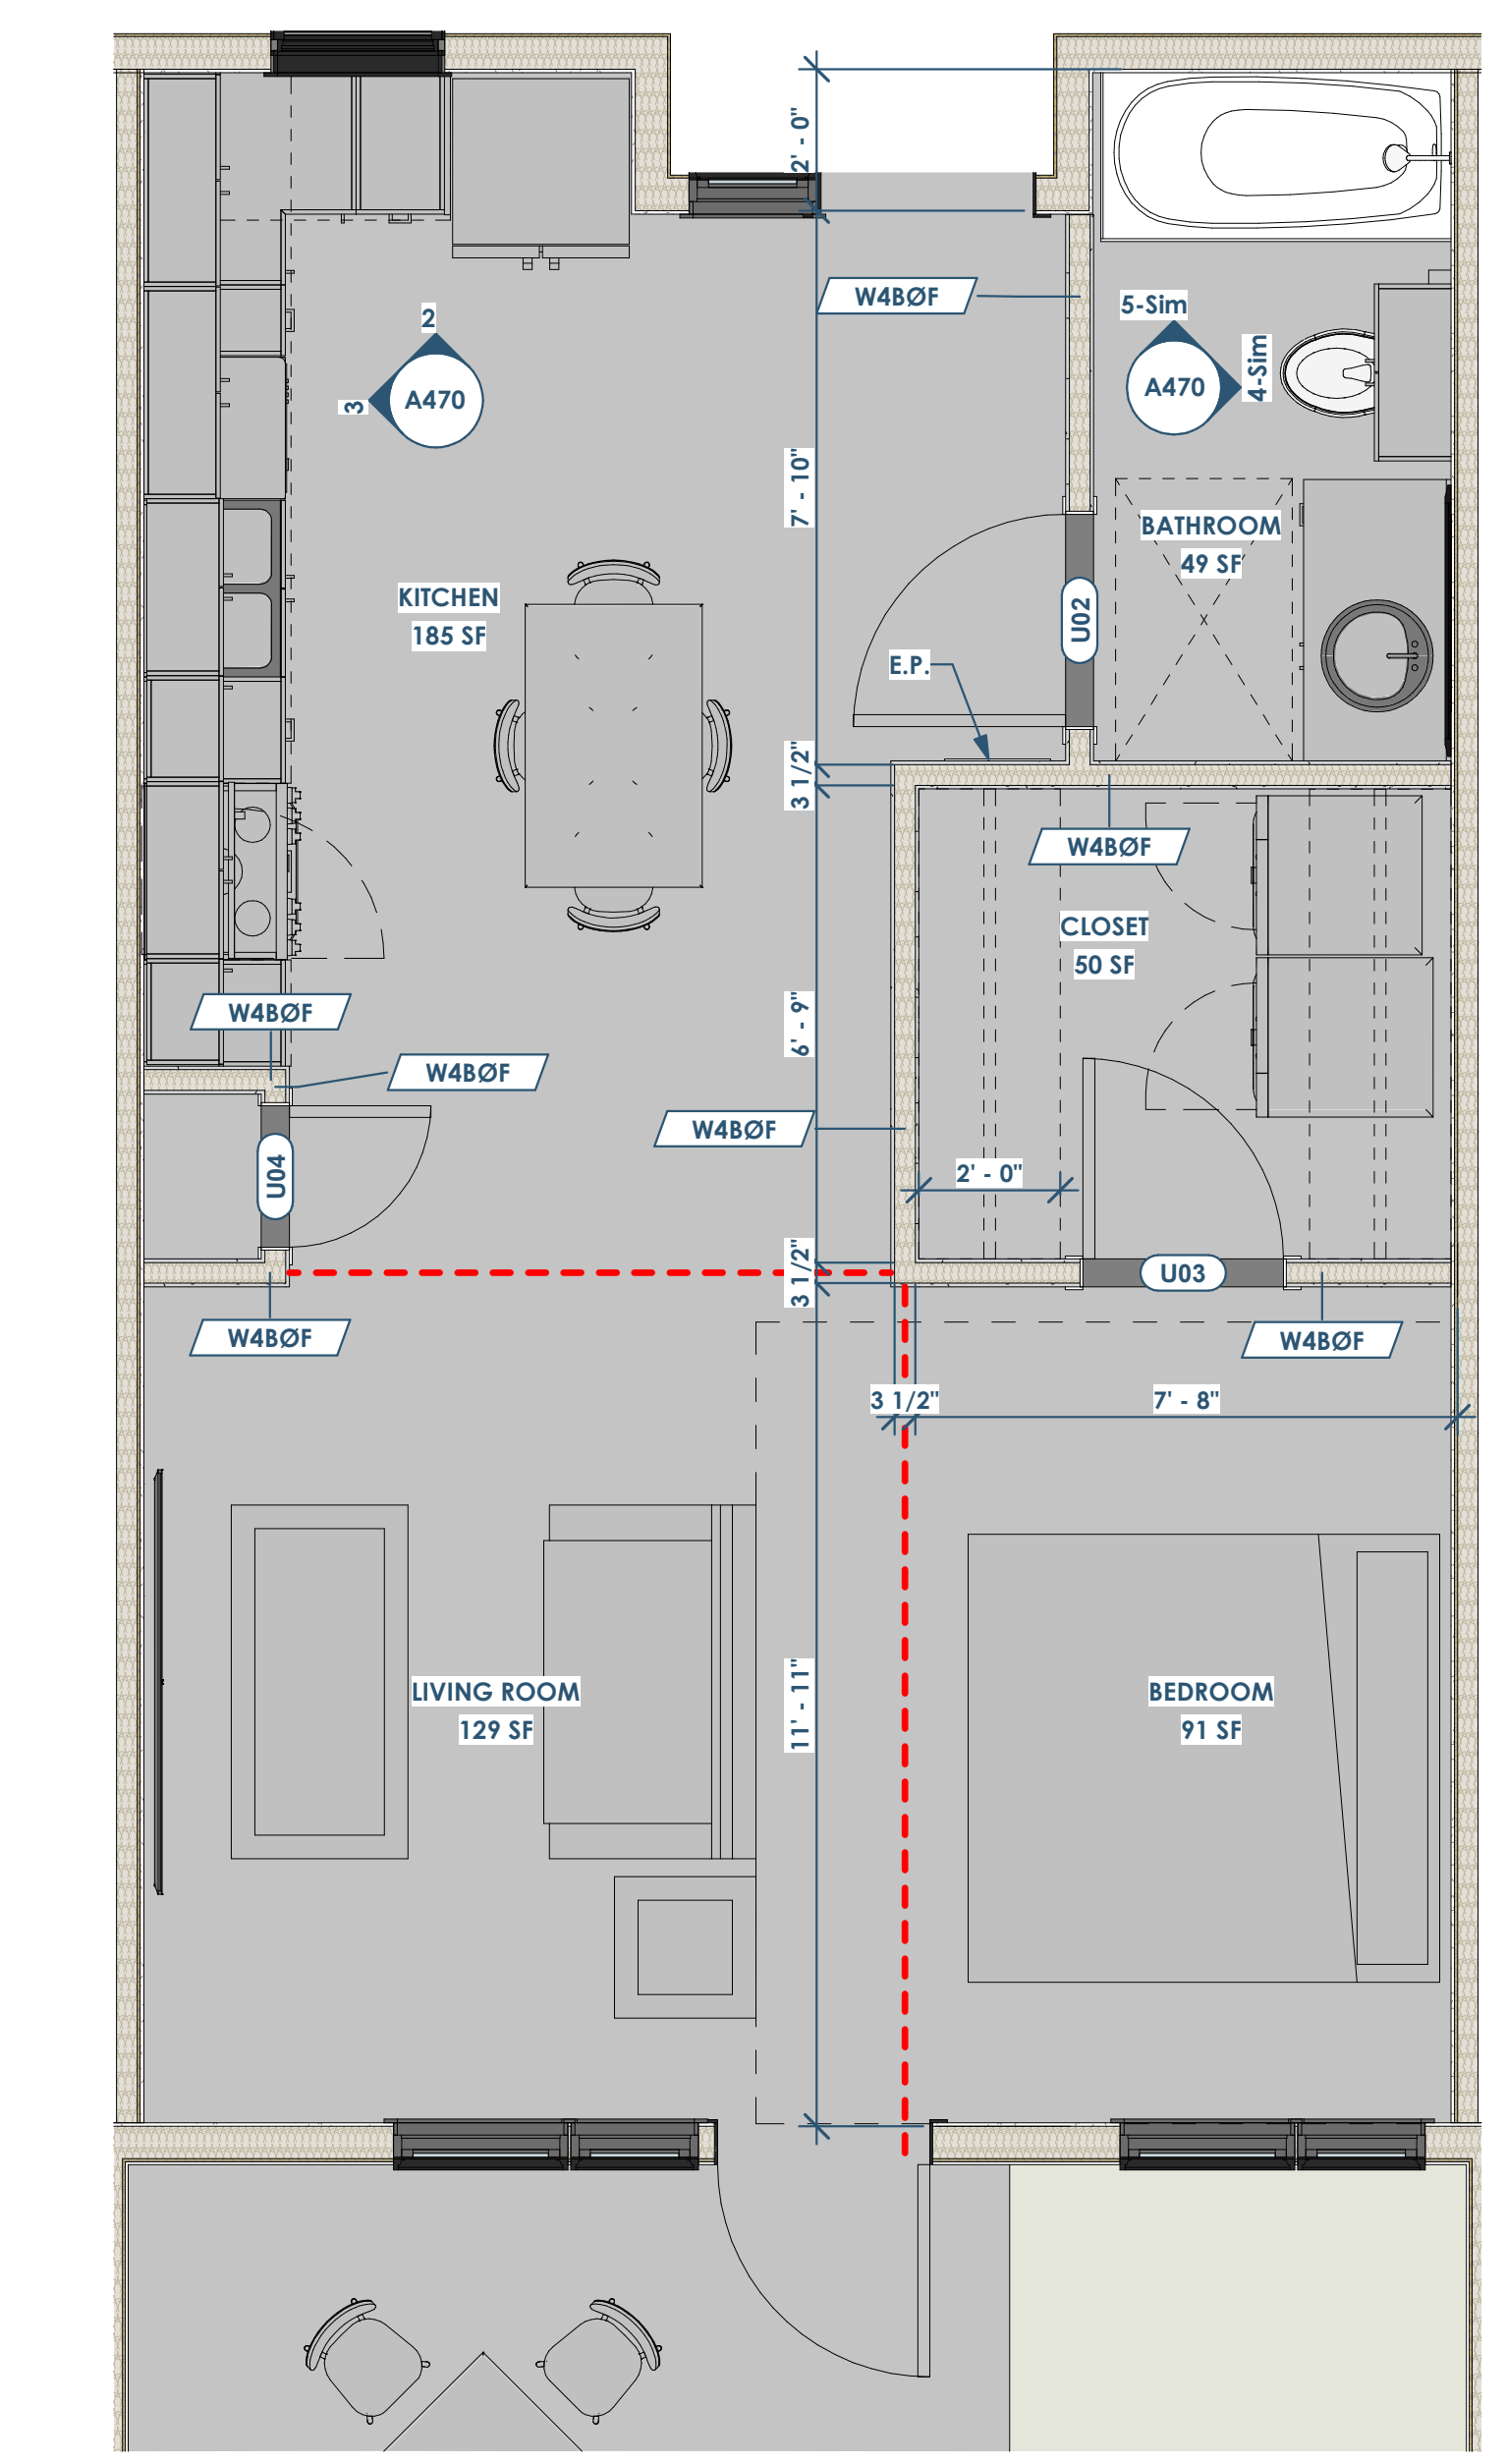 2' - 0"
W4BØF
5-Sim
2
A470
4-Sim
A470
3
7' - 10"
BATHROOM
49 SF
KITCHEN
185 SF
U02
E.P.
3 1/2"
W4BØF
CLOSET
50 SF
W4BØF
6' - 9"
W4BØF
W4BØF
U04
2' - 0"
3 1/2"
U03
W4BØF
W4BØF
3 1/2"
7' - 8"
LIVING ROOM
129 SF
11' - 11"
BEDROOM
91 SF